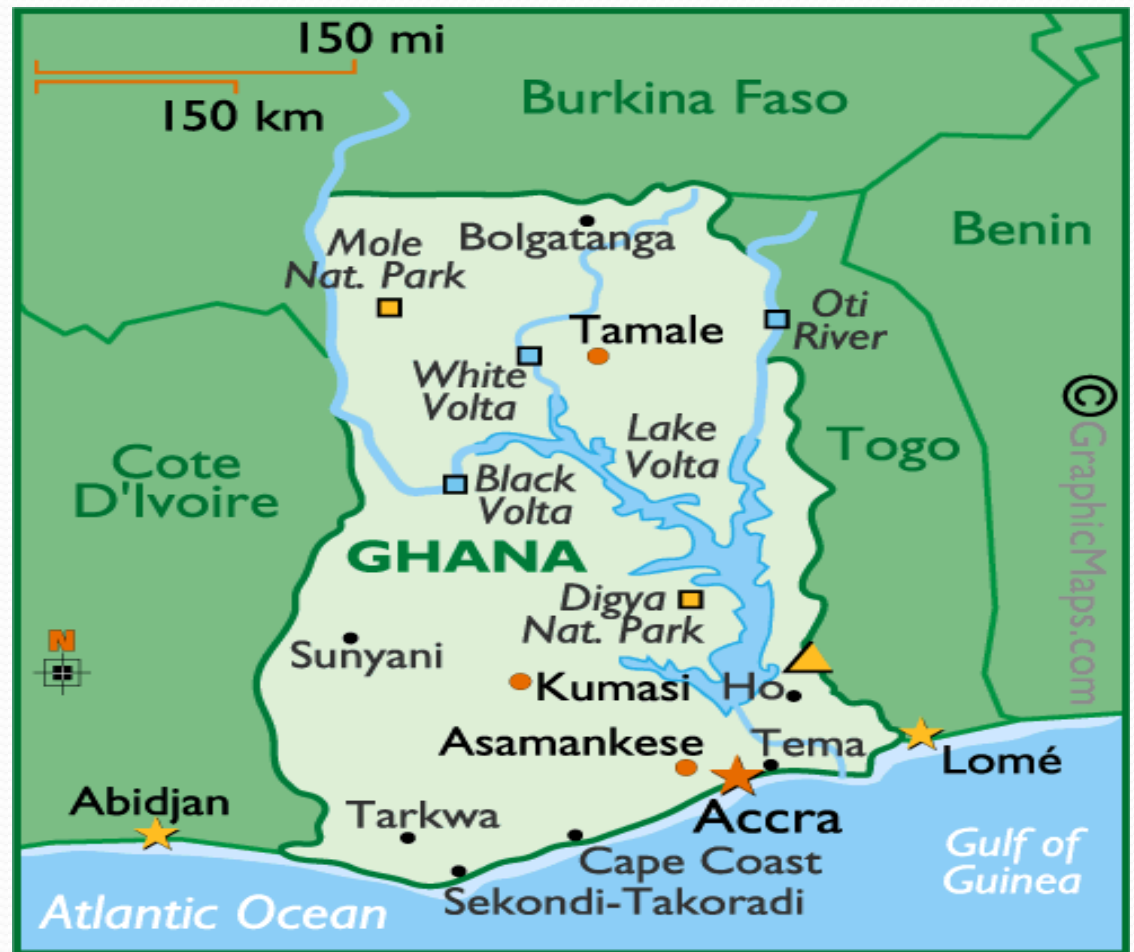 150 mi
150 km
Burkina Faso
Benin
Mole
Nat. Park
Bolgatanga
Oti
River
Tamale
White
Volta
Lake
Volta
Togo
Cote
D'Ivoire
Black
Volta
GHANA
Digya
Nat. Park
N
Sunyani
Kumasi
Ho
Asamankese
Tema
Lomé
Abidjan
Tarkwa
Accra
Cape Coast
Sekondi-Takoradi
Gulf of
Guinea
Atlantic Ocean
©GraphicMaps.com